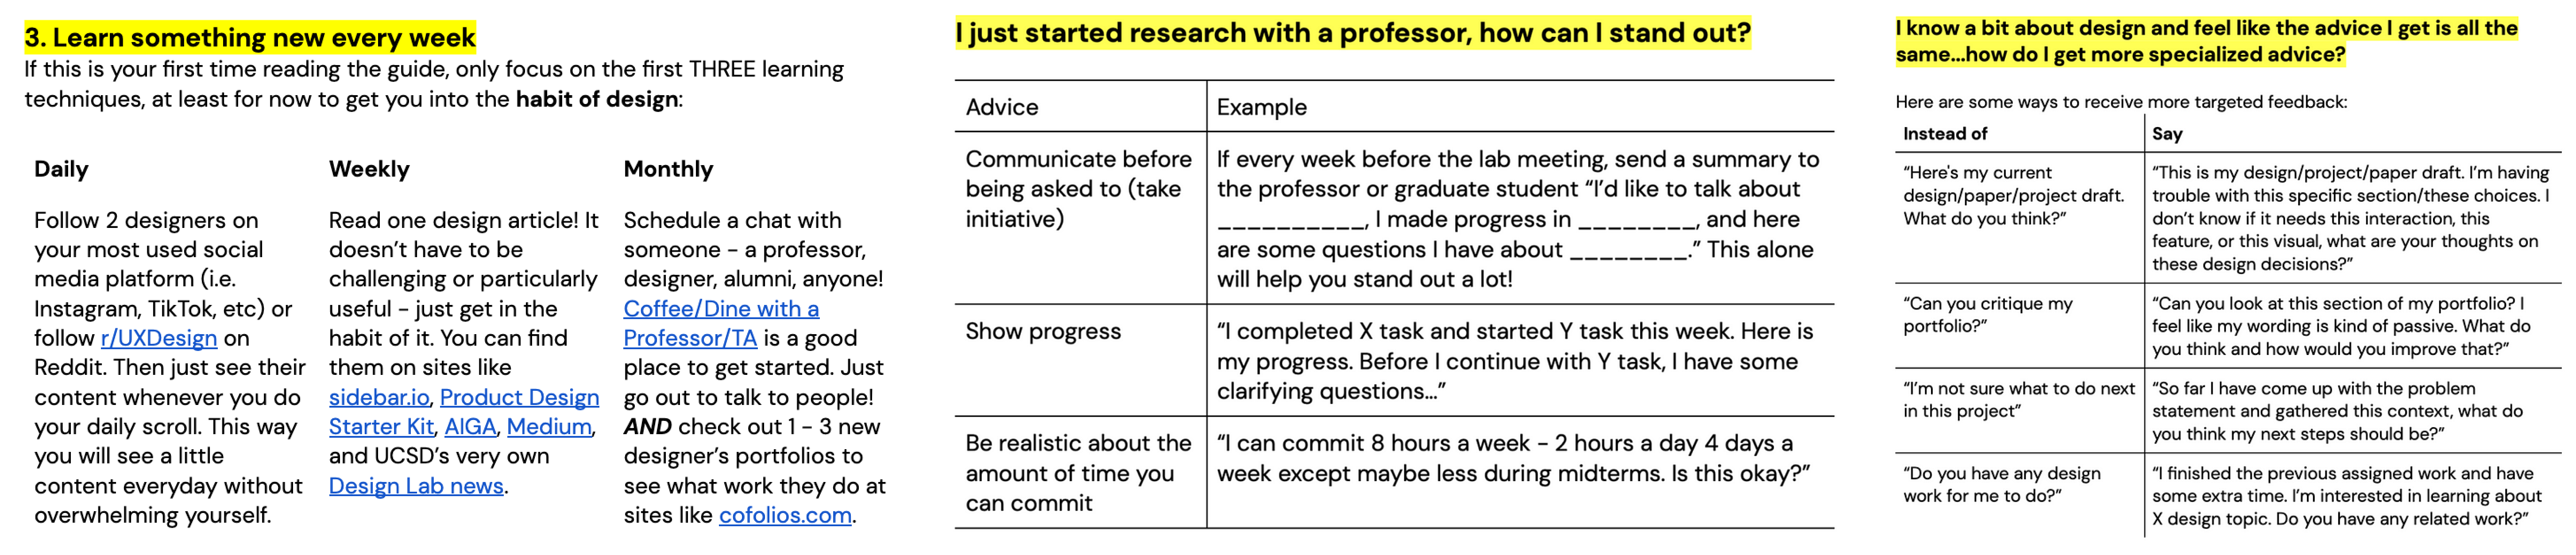 3. Learn something new every week
If this is your first time reading the guide, only focus on the first THREE learning
techniques, at least for now to get you into the habit of design:
Daily
Follow 2 designers on
your most used social
media platform (i.e.
Instagram, TikTok, etc) or
follow r/UXDesign on
Reddit. Then just see their
content whenever you do
your daily scroll. This way
you will see a little
content everyday without
overwhelming yourself.
Weekly
Read one design article! It
doesn't have to be
challenging or particularly
useful - just get in the
habit of it. You can find
them on sites like
sidebar.io, Product Design
Starter Kit, AIGA, Medium,
and UCSD's very own
Design Lab news.
Monthly
Schedule a chat with
someone - a professor,
designer, alumni, anyone!
Coffee/Dine with a
Professor/TA is a good
place to get started. Just
go out to talk to people!
AND check out 1 - 3 new
designer's portfolios to
see what work they do at
sites like cofolios.com.
I just started research with a professor, how can I stand out?
Advice
Example
Communicate before
being asked to (take
initiative)
If every week before the lab meeting, send a summary to
the professor or graduate student "I'd like to talk about
__________, I made progress in ________, and here
are some questions I have about ________." This alone
will help you stand out a lot!
Show progress
"I completed X task and started Y task this week. Here is
my progress. Before I continue with Y task, I have some
clarifying questions…"
Be realistic about the
amount of time you
can commit
"I can commit 8 hours a week - 2 hours a day 4 days a
week except maybe less during midterms. Is this okay?"
I know a bit about design and feel like the advice I get is all the
same…how do I get more specialized advice?
Here are some ways to receive more targeted feedback:
Instead of
Say
"Here's my current
design/paper/project draft.
What do you think?"
"This is my design/project/paper draft. I'm having
trouble with this specific section/these choices. I
don't know if it needs this interaction, this
feature, or this visual, what are your thoughts on
these design decisions?"
"Can you critique my
portfolio?"
"Can you look at this section of my portfolio? I
feel like my wording is kind of passive. What do
you think and how would you improve that?"
"I'm not sure what to do next
in this project"
"So far I have come up with the problem
statement and gathered this context, what do
you think my next steps should be?"
"Do you have any design
work for me to do?"
"I finished the previous assigned work and have
some extra time. I'm interested in learning about
X design topic. Do you have any related work?"